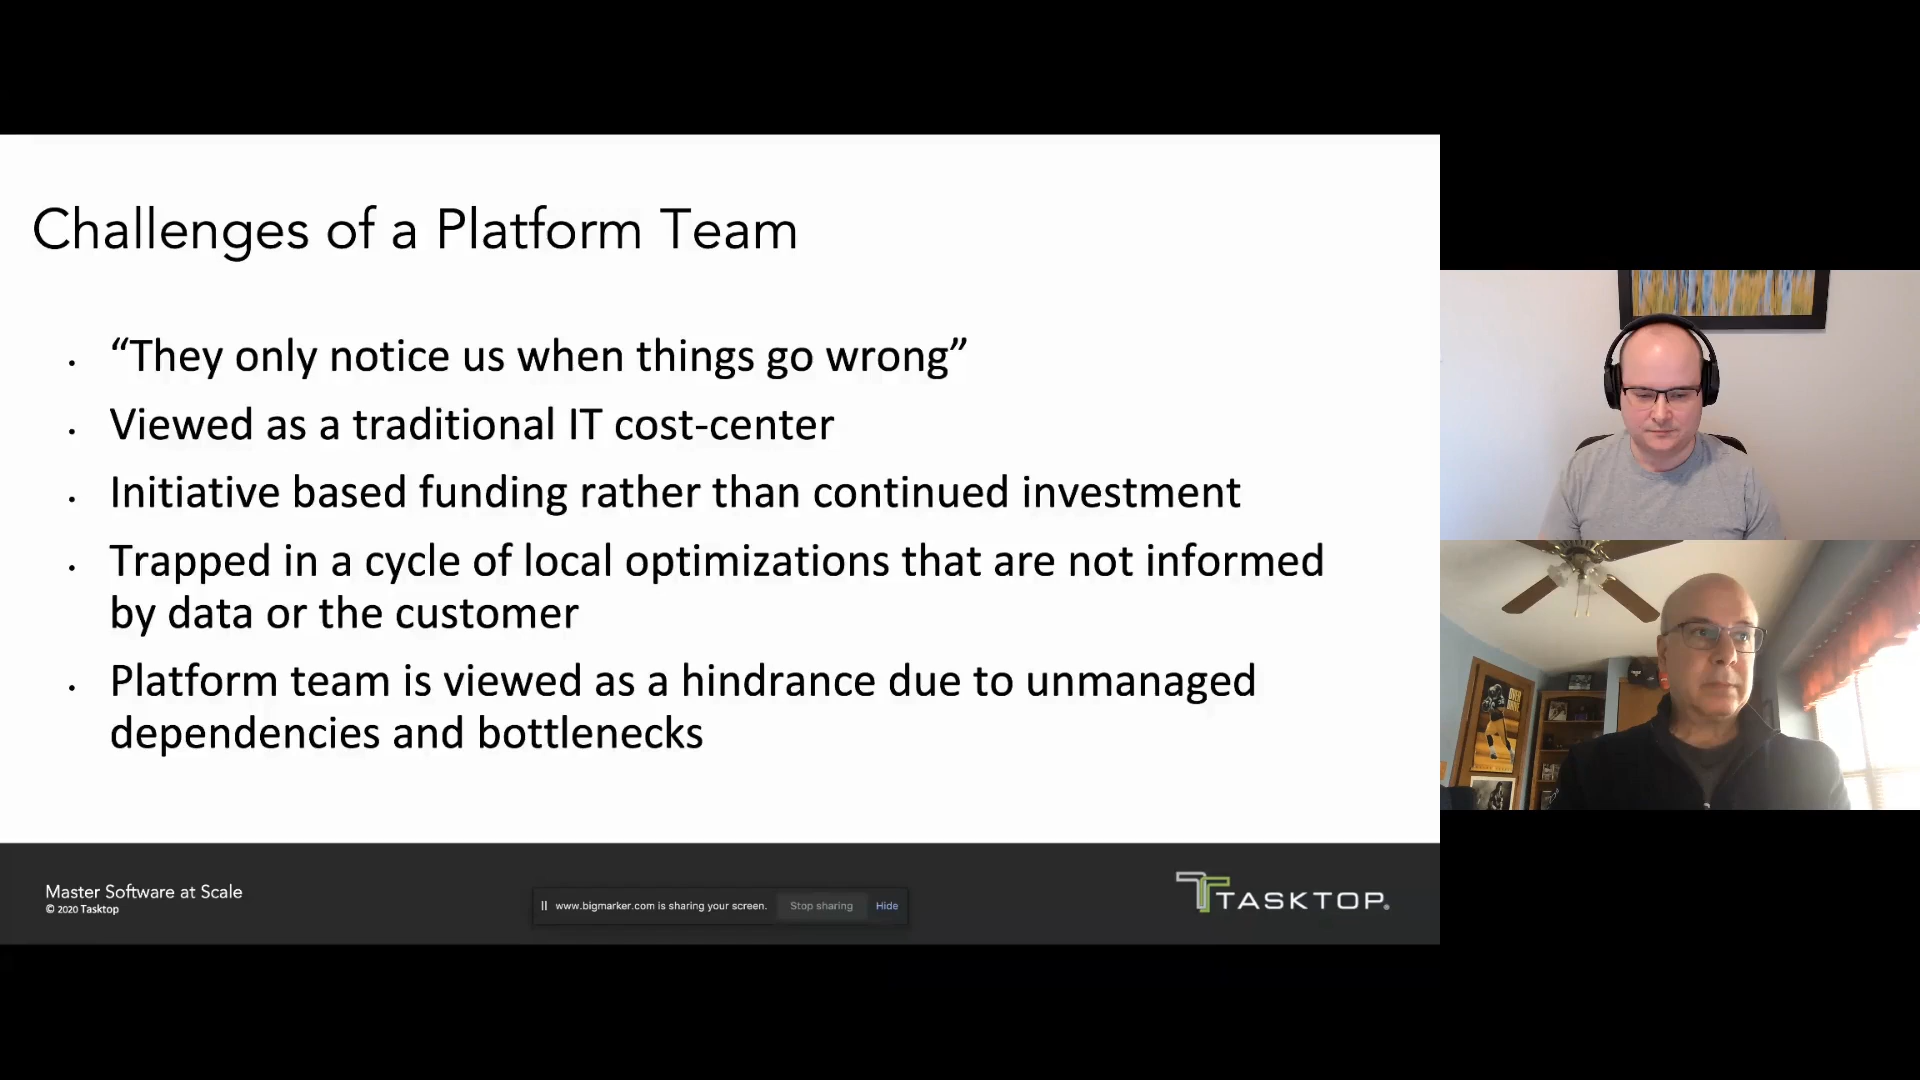 Challenges of a Platform Team
“They only notice us when things go wrong”
Viewed as a traditional IT cost-center
Initiative based funding rather than continued investment
Trapped in a cycle of local optimizations that are not informed
by data or the customer
Platform team is viewed as a hindrance due to unmanaged
dependencies and bottlenecks
Master Software at Scale
© 2020 Tasktop
www.bigmarker.com is sharing your screen. Stop sharing Hide
TASKTOP®